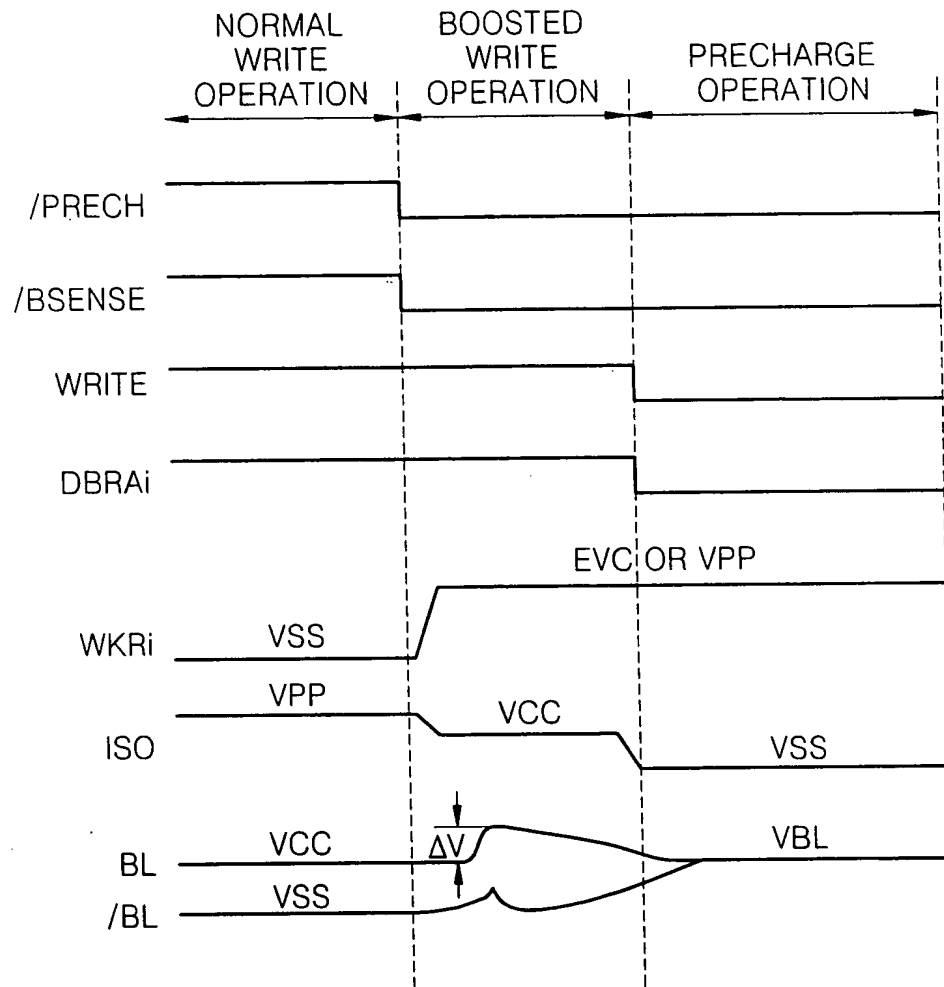 NORMAL
WRITE
OPERATION
BOOSTED
WRITE
OPERATION
PRECHARGE
OPERATION
/PRECH
/BSENSE
WRITE
DBRAi
EVC OR VPP
WKRi
VSS
VPP
VCC
ISO
VSS
ΔV
VCC
VBL
BL
VSS
/BL